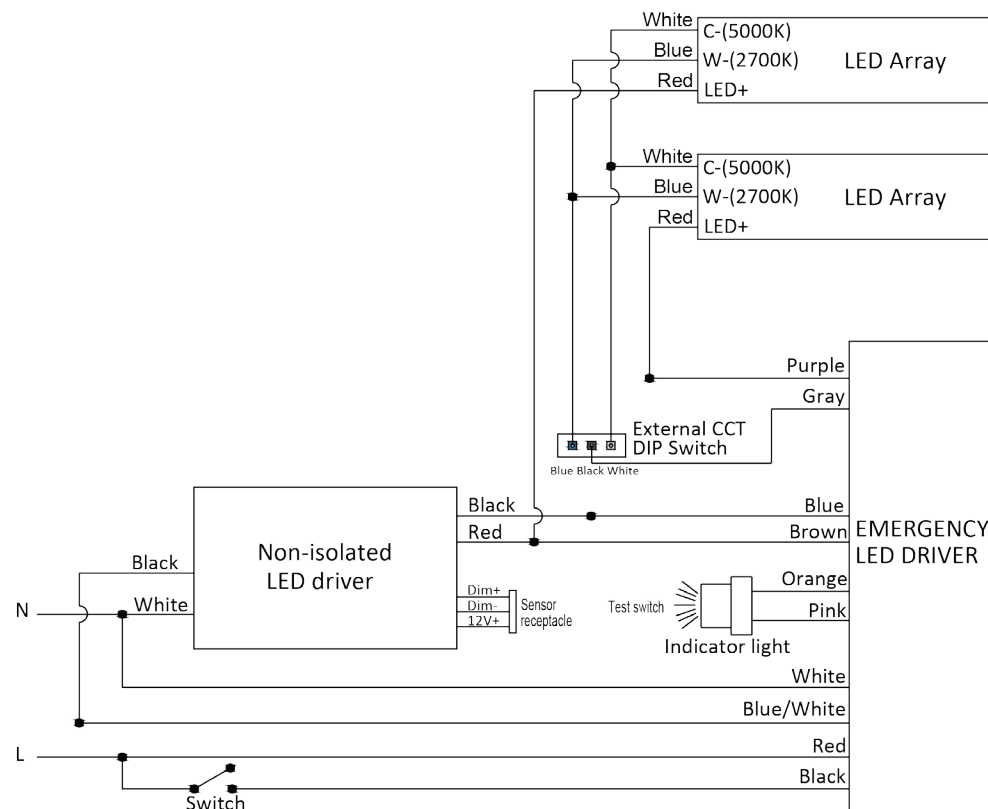 White
C-(5000K)
Blue
W-(2700K)
LED Array
Red
LED+
White
C-(5000K)
Blue
W-(2700K)
LED Array
Red
LED+
Purple
Gray
External CCT
DIP Switch
Blue Black White
Black
Blue
Red
Brown
EMERGENCY
LED DRIVER
Non-isolated
LED driver
Black
White
N
Dim+
Dim-
12V+
Sensor
receptacle
Test switch
Orange
Pink
Indicator light
White
Blue/White
L
Red
Black
Switch